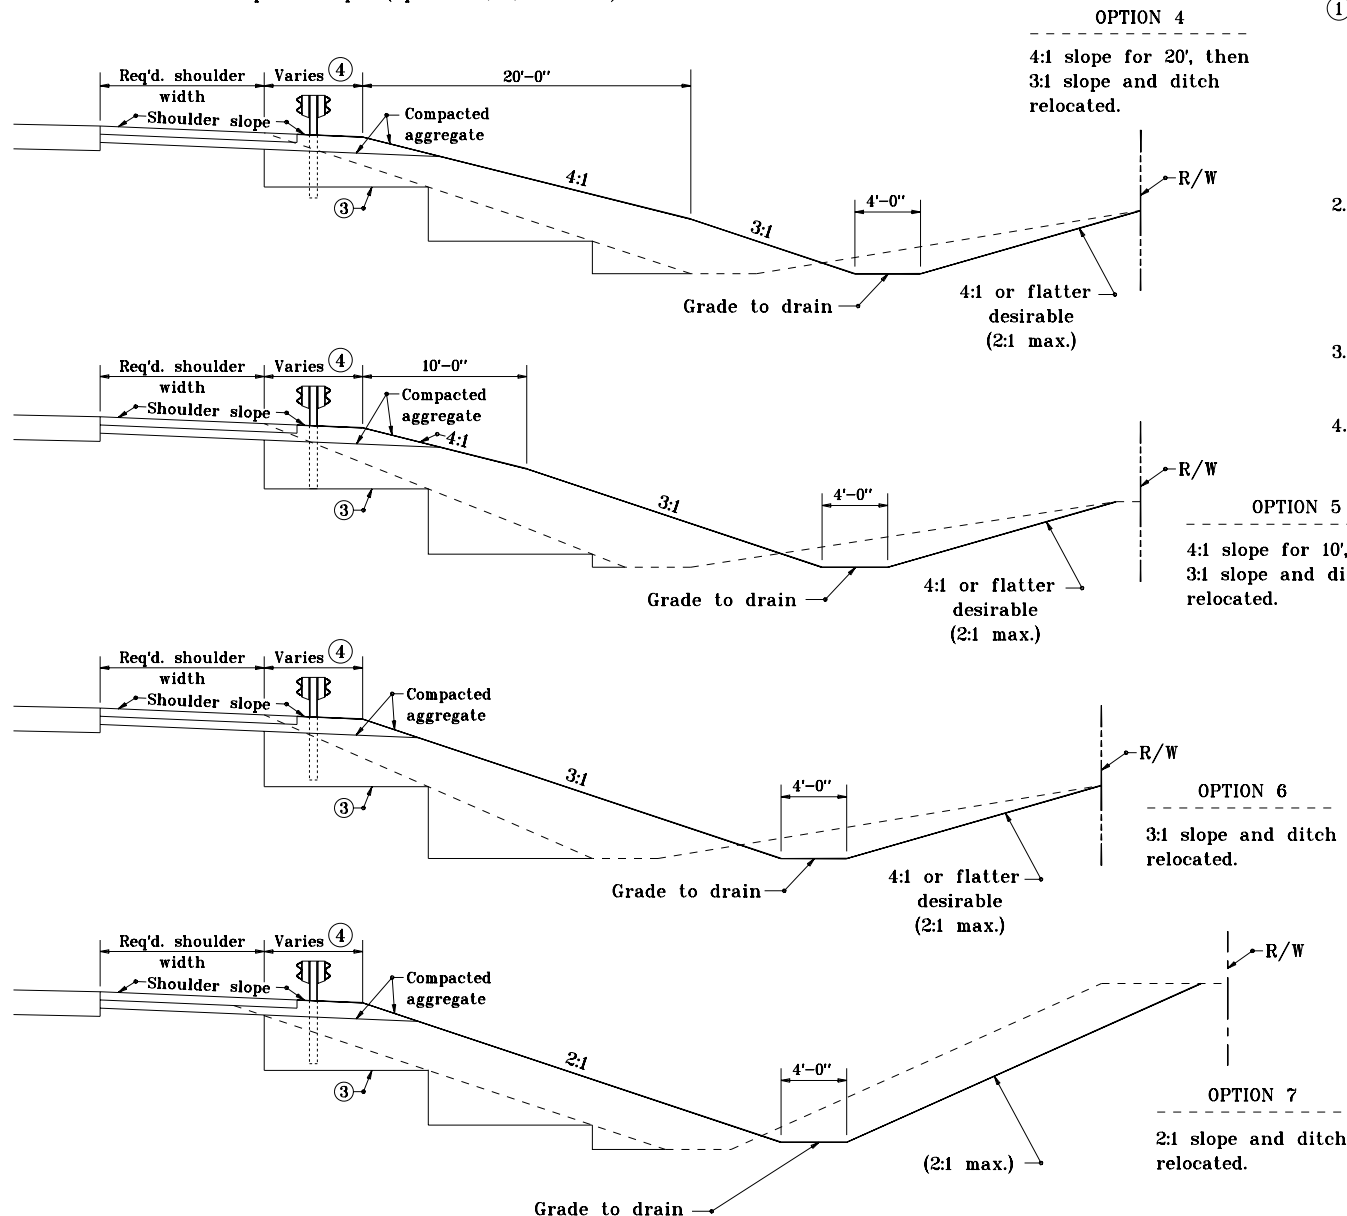 OPTION 4
4:1 slope for 20', then
3:1 slope and ditch
relocated.
1
Req'd. shoulder
width
Varies 4
20'-0"
Shoulder slope
Compacted
aggregate
4:1
3:1
4'-0"
R/W
3
Grade to drain
4:1 or flatter
desirable
(2:1 max.)
2.
3.
4.
Req'd. shoulder
width
Varies 4
10'-0"
Shoulder slope
Compacted
aggregate
4:1
3:1
4'-0"
R/W
3
Grade to drain
4:1 or flatter
desirable
(2:1 max.)
OPTION 5
4:1 slope for 10',
3:1 slope and di
relocated.
Req'd. shoulder
width
Varies 4
Shoulder slope
Compacted
aggregate
3:1
4'-0"
R/W
3
Grade to drain
4:1 or flatter
desirable
(2:1 max.)
OPTION 6
3:1 slope and ditch
relocated.
Req'd. shoulder
width
Varies 4
Shoulder slope
Compacted
aggregate
2:1
4'-0"
R/W
3
Grade to drain
(2:1 max.)
OPTION 7
2:1 slope and ditch
relocated.